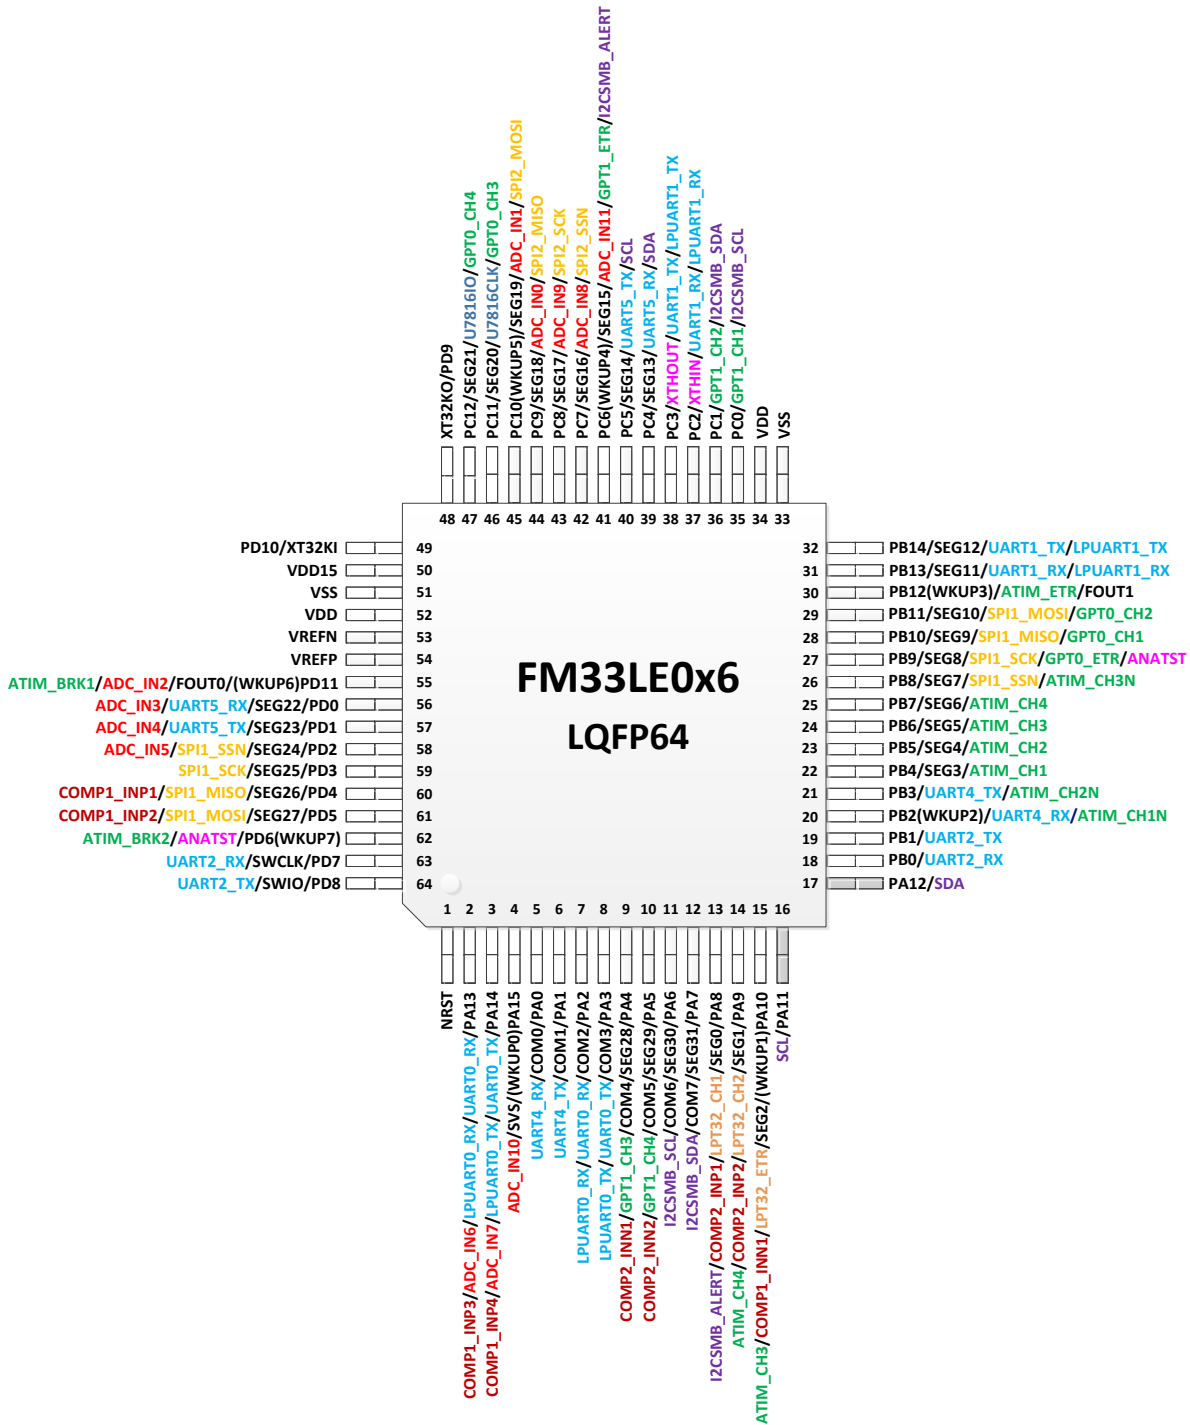 XT32KO/PD9
PC12/SEG21/U7816IO/GPT0_CH4
PC11/SEG20/U7816CLK/GPT0_CH3
PC10(WKUP5)/SEG19/ADC_IN1/SPI2_MOSI
PC9/SEG18/ADC_IN0/SPI2_MISO
PC8/SEG17/ADC_IN9/SPI2_SCK
PC7/SEG16/ADC_IN8/SPI2_SSN
PC6(WKUP4)/SEG15/ADC_IN11/GPT1_ETR/I2CSMB_ALERT
PC5/SEG14/UART5_TX/SCL
PC4/SEG13/UART5_RX/SDA
PC3/XTHOUT/UART1_TX/LPUART1_TX
PC2/XTHIN/UART1_RX/LPUART1_RX
PC1/GPT1_CH2/I2CSMB_SDA
PC0/GPT1_CH1/I2CSMB_SCL
VDD
VSS
48 47 46 45 44 43 42 41 40 39 38 37 36 35 34 33
PD10/XT32KI 49
VDD15 50
VSS 51
VDD 52
VREFN 53
VREFP 54
ATIM_BRK1/ADC_IN2/FOUT0/(WKUP6)PD11 55
ADC_IN3/UART5_RX/SEG22/PD0 56
ADC_IN4/UART5_TX/SEG23/PD1 57
ADC_IN5/SPI1_SSN/SEG24/PD2 58
SPI1_SCK/SEG25/PD3 59
COMP1_INP1/SPI1_MISO/SEG26/PD4 60
COMP1_INP2/SPI1_MOSI/SEG27/PD5 61
ATIM_BRK2/ANATST/PD6(WKUP7) 62
UART2_RX/SWCLK/PD7 63
UART2_TX/SWIO/PD8 64
FM33LE0x6
LQFP64
32 PB14/SEG12/UART1_TX/LPUART1_TX
31 PB13/SEG11/UART1_RX/LPUART1_RX
30 PB12(WKUP3)/ATIM_ETR/FOUT1
29 PB11/SEG10/SPI1_MOSI/GPT0_CH2
28 PB10/SEG9/SPI1_MISO/GPT0_CH1
27 PB9/SEG8/SPI1_SCK/GPT0_ETR/ANATST
26 PB8/SEG7/SPI1_SSN/ATIM_CH3N
25 PB7/SEG6/ATIM_CH4
24 PB6/SEG5/ATIM_CH3
23 PB5/SEG4/ATIM_CH2
22 PB4/SEG3/ATIM_CH1
21 PB3/UART4_TX/ATIM_CH2N
20 PB2(WKUP2)/UART4_RX/ATIM_CH1N
19 PB1/UART2_TX
18 PB0/UART2_RX
17 PA12/SDA
1 2 3 4 5 6 7 8 9 10 11 12 13 14 15 16
NRST
COMP1_INP3/ADC_IN6/LPUART0_RX/UART0_RX/PA13
COMP1_INP4/ADC_IN7/LPUART0_TX/UART0_TX/PA14
ADC_IN10/SVS/(WKUP0)PA15
UART4_RX/COM0/PA0
UART4_TX/COM1/PA1
LPUART0_RX/UART0_RX/COM2/PA2
LPUART0_TX/UART0_TX/COM3/PA3
COMP2_INN1/GPT1_CH3/COM4/SEG28/PA4
COMP2_INN2/GPT1_CH4/COM5/SEG29/PA5
I2CSMB_SCL/COM6/SEG30/PA6
I2CSMB_SDA/COM7/SEG31/PA7
I2CSMB_ALERT/COMP2_INP1/LPT32_CH1/SEG0/PA8
ATIM_CH4/COMP2_INP2/LPT32_CH2/SEG1/PA9
ATIM_CH3/COMP1_INN1/LPT32_ETR/SEG2/(WKUP1)PA10
SCL/PA11